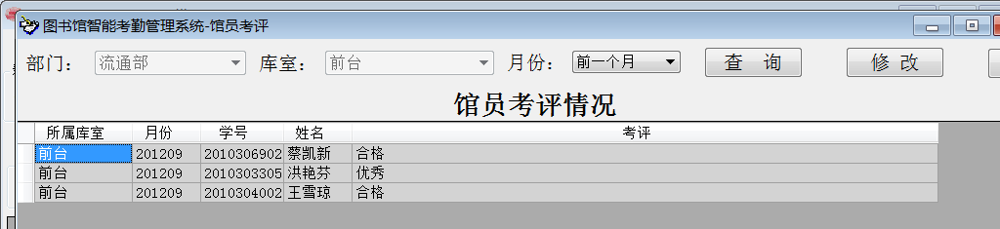 图书馆智能考勤管理系统-馆员考评
部门： 流通部 库室： 前台 月份： 前一个月 查 询 修 改
馆员考评情况
所属库室 月份 学号 姓名 考评
前台 201209 2010306902 蔡凯新 合格
前台 201209 2010303305 洪艳芬 优秀
前台 201209 2010304002 王雪琼 合格